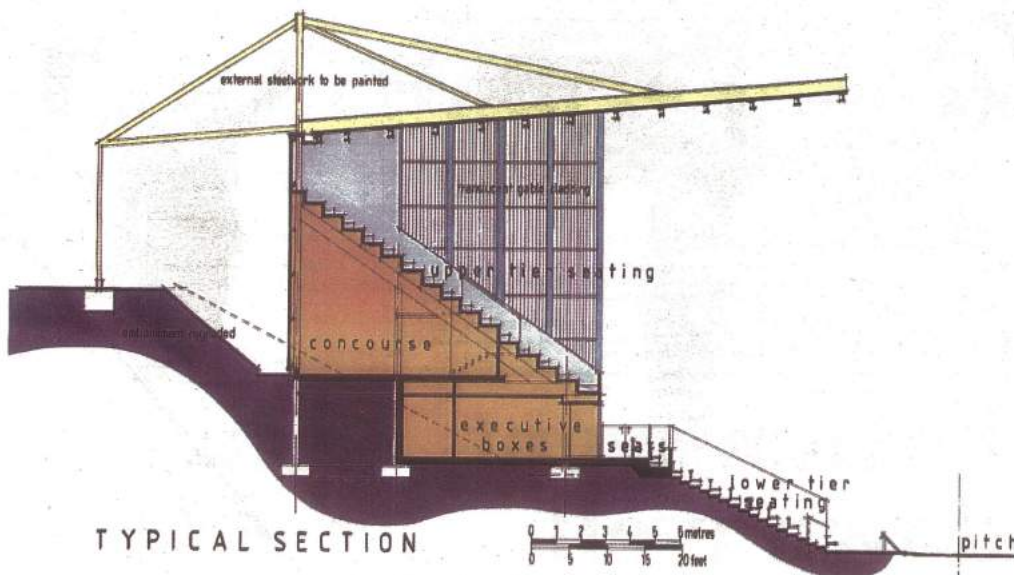 external steelwork to be painted
translucent gable cladding
upper tier seating
embankment regraded
concourse
executive
boxes
seats
lower tier
seating
pitch
TYPICAL SECTION
0 1 2 3 4 5 6 metres
0 5 10 15 20 feet